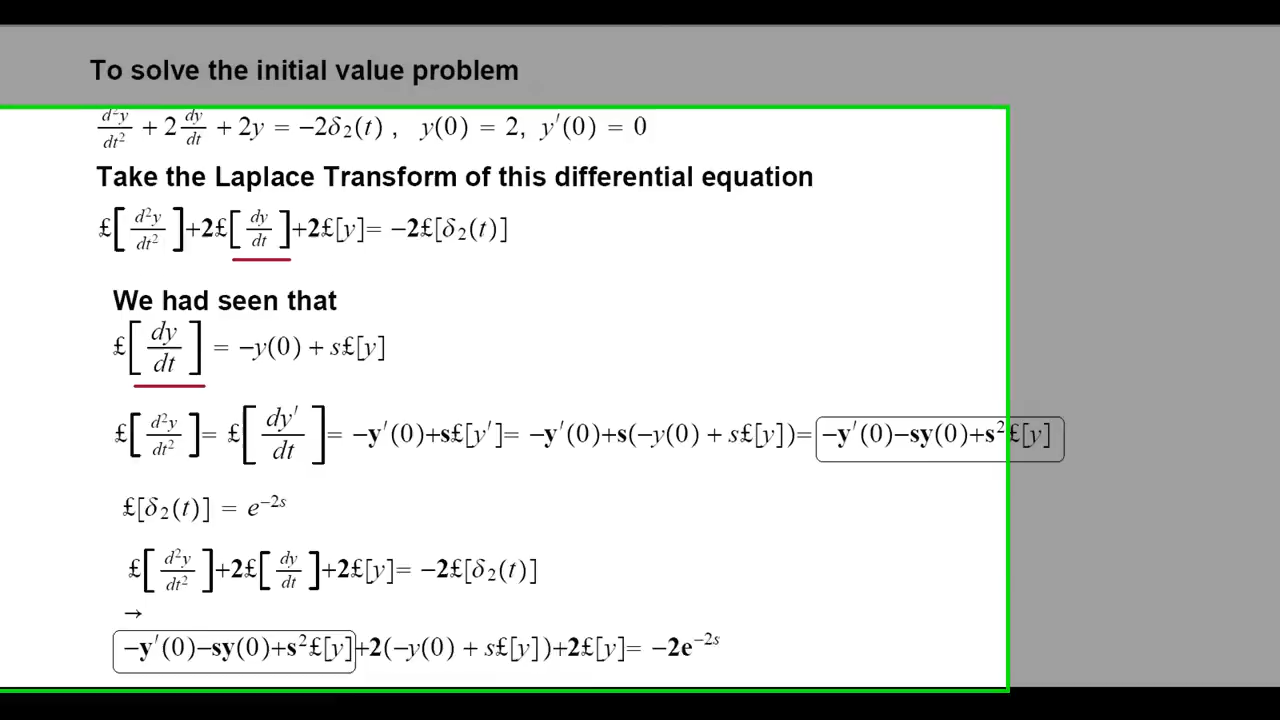 To solve the initial value problem
d²y/dt² + 2 dy/dt + 2y = −2δ₂(t) , y(0) = 2, y′(0) = 0
Take the Laplace Transform of this differential equation
£[d²y/dt²]+2£[dy/dt]+2£[y]= −2£[δ₂(t)]
We had seen that
£[dy/dt] = −y(0) + s£[y]
£[d²y/dt²]= £[dy′/dt]= −y′(0)+s£[y′]= −y′(0)+s(−y(0) + s£[y])= −y′(0)−sy(0)+s²£[y]
£[δ₂(t)] = e⁻²ˢ
£[d²y/dt²]+2£[dy/dt]+2£[y]= −2£[δ₂(t)]
→
−y′(0)−sy(0)+s²£[y]+2(−y(0) + s£[y])+2£[y]= −2e⁻²ˢ